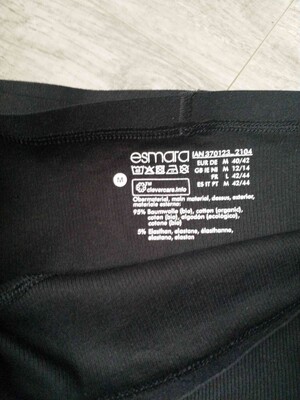 esmara
IAN 370123_2104
EUR DE M 40/42
GB IE NI M 12/14
FR L 42/44
ES IT PT M 42/44
M
clevercare.info
Obermaterial, main material, dessus, exterior,
materiale esterno:
95% Baumwolle (bio), cotton (organic),
coton (bio), algodón (ecológico),
cotone (bio)
5% Elasthan, elastane, élasthanne,
elastano, elastan